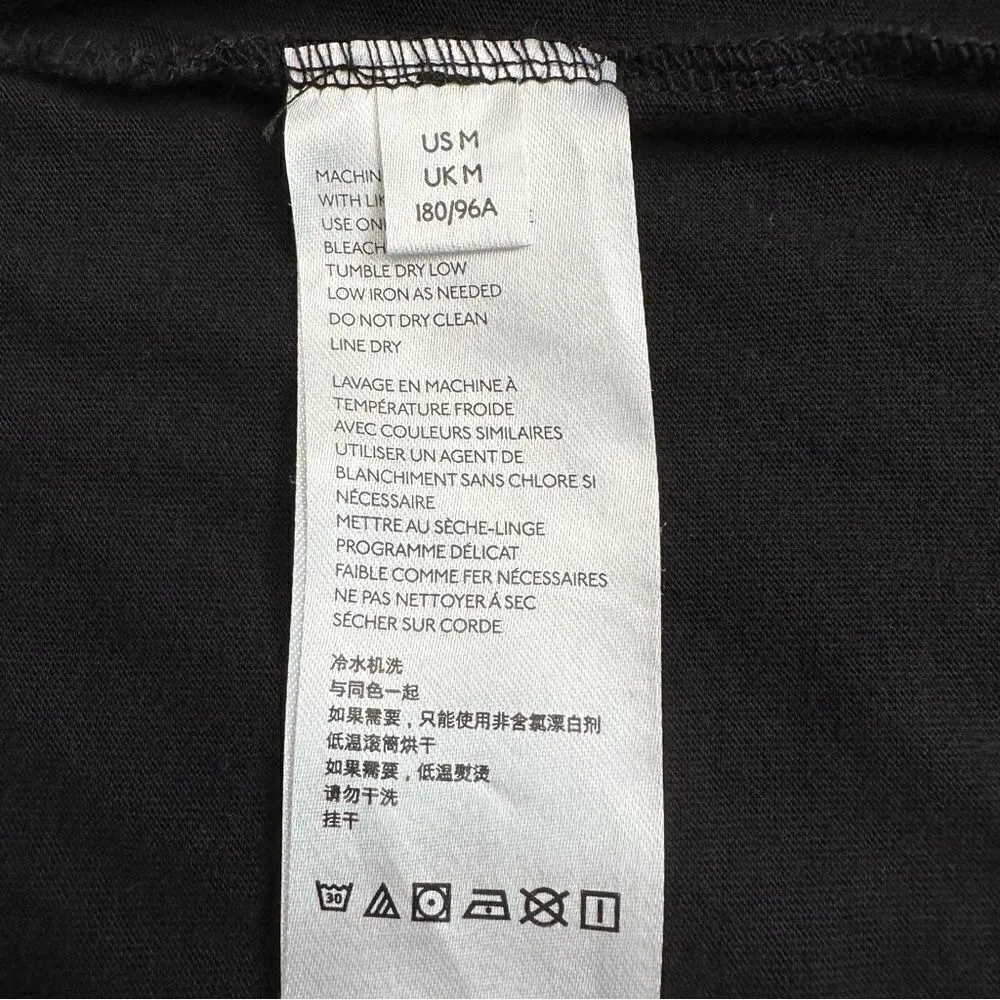 US M
UK M
180/96A
MACHIN
WITH LIK
USE ON
BLEACH
TUMBLE DRY LOW
LOW IRON AS NEEDED
DO NOT DRY CLEAN
LINE DRY
LAVAGE EN MACHINE À
TEMPÉRATURE FROIDE
AVEC COULEURS SIMILAIRES
UTILISER UN AGENT DE
BLANCHIMENT SANS CHLORE SI
NÉCESSAIRE
METTRE AU SÈCHE-LINGE
PROGRAMME DÉLICAT
FAIBLE COMME FER NÉCESSAIRES
NE PAS NETTOYER Á SEC
SÉCHER SUR CORDE
冷水机洗
与同色一起
如果需要，只能使用非含氯漂白剂
低温滚筒烘干
如果需要，低温熨烫
请勿干洗
挂干
30